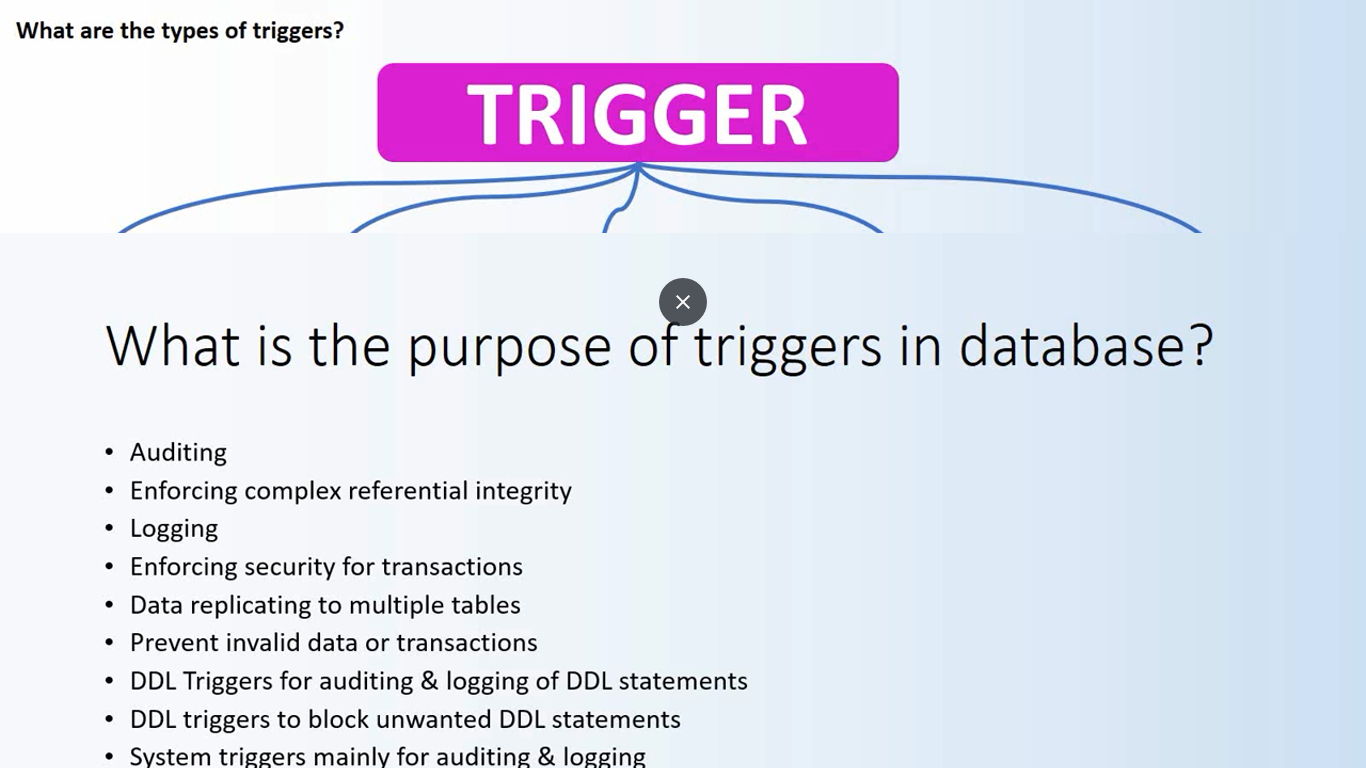 What are the types of triggers?
TRIGGER
What is the purpose of triggers in database?
• Auditing
• Enforcing complex referential integrity
• Logging
• Enforcing security for transactions
• Data replicating to multiple tables
• Prevent invalid data or transactions
• DDL Triggers for auditing & logging of DDL statements
• DDL triggers to block unwanted DDL statements
• System triggers mainly for auditing & logging